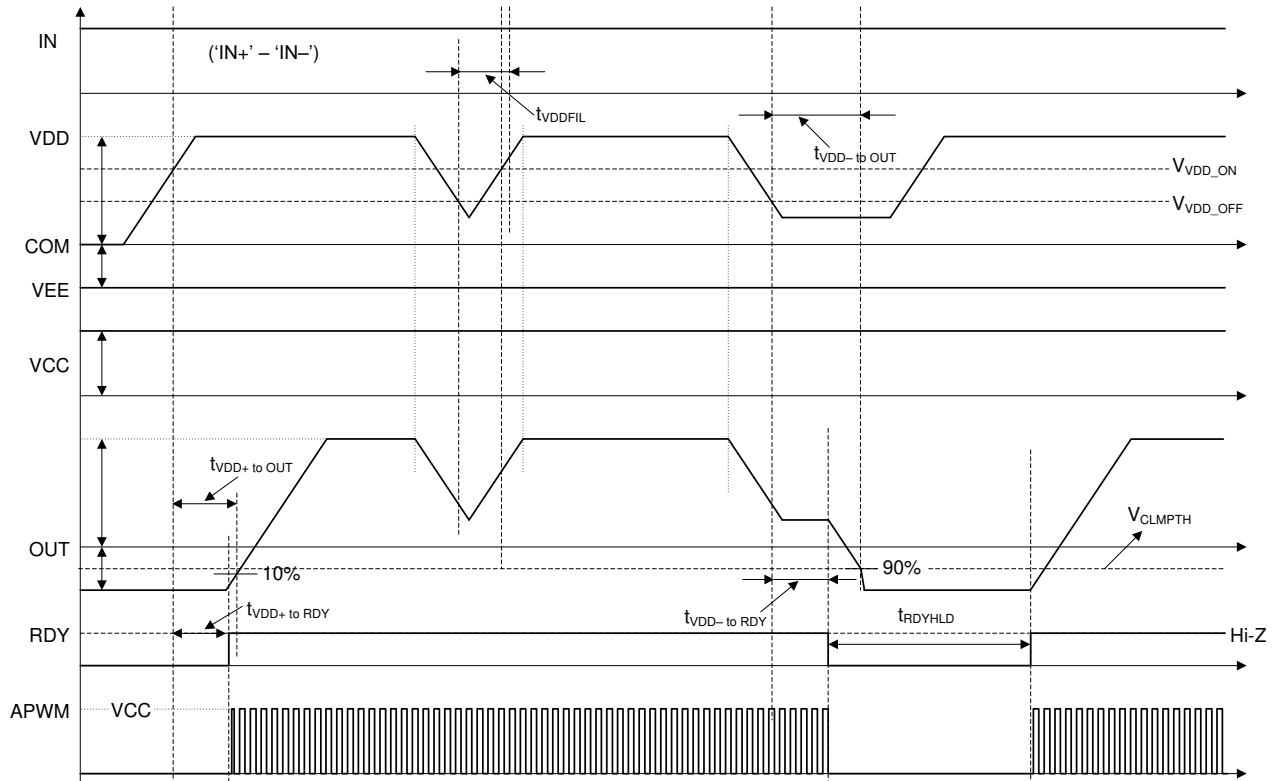 IN
('IN+' – 'IN–')
tVDDFIL
VDD
tVDD– to OUT
VVDD_ON
VVDD_OFF
COM
VEE
VCC
tVDD+ to OUT
VCLMPTH
OUT
10%
90%
tVDD+ to RDY
tVDD– to RDY
tRDYHLD
RDY
Hi-Z
APWM
VCC